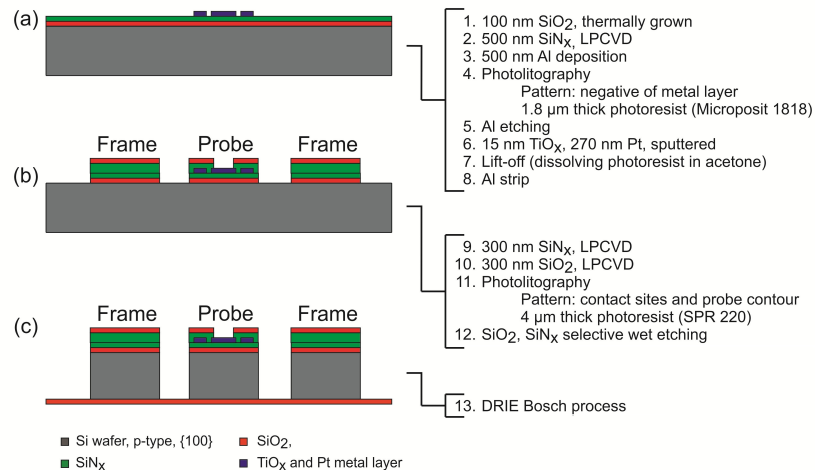 (a)
1. 100 nm SiO2, thermally grown
2. 500 nm SiNx, LPCVD
3. 500 nm Al deposition
4. Photolitography
Pattern: negative of metal layer
1.8 µm thick photoresist (Microposit 1818)
5. Al etching
6. 15 nm TiOx, 270 nm Pt, sputtered
7. Lift-off (dissolving photoresist in acetone)
8. Al strip
Frame Probe Frame
(b)
9. 300 nm SiNx, LPCVD
10. 300 nm SiO2, LPCVD
11. Photolitography
Pattern: contact sites and probe contour
4 µm thick photoresist (SPR 220)
12. SiO2, SiNx selective wet etching
Frame Probe Frame
(c)
13. DRIE Bosch process
Si wafer, p-type, {100}
SiO2,
SiNx
TiOx and Pt metal layer